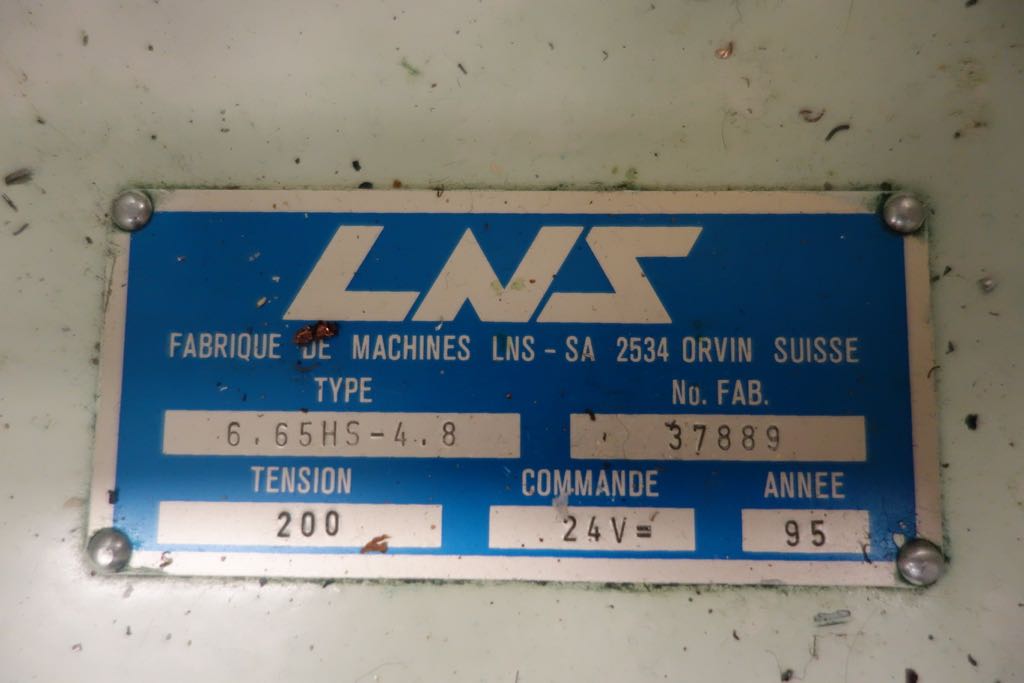 LNS
FABRIQUE DE MACHINES LNS - SA 2534 ORVIN SUISSE
TYPE No. FAB.
6.65HS-4.8 37889
TENSION COMMANDE ANNEE
200 24V= 95